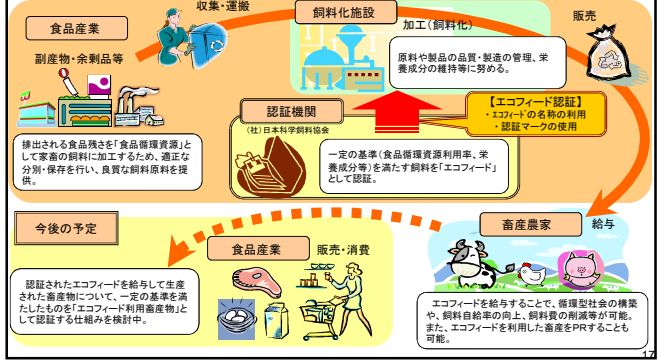 収集・運搬
食品産業
副産物・余剰品等
排出される食品残さを「食品循環資源」と
して家畜の飼料に加工するため、適正な
分別・保存を行い、良質な飼料原料を提
供。
飼料化施設
加工(飼料化)
原料や製品の品質・製造の管理、栄
養成分の維持等に努める。
販売
認証機関
(社)日本科学飼料協会
【エコフィード認証】
・エコフィードの名称の利用
・認証マークの使用
一定の基準(食品循環資源利用率、栄
養成分等)を満たす飼料を「エコフィード」
として認証。
畜産農家
給与
エコフィードを給与することで、循環型社会の構築
や、飼料自給率の向上、飼料費の削減等が可能。
また、エコフィードを利用した畜産をPRすることも
可能。
今後の予定
食品産業
販売・消費
認証されたエコフィードを給与して生産
された畜産物について、一定の基準を満
たしたものを「エコフィード利用畜産物」と
して認証する仕組みを検討中。
17